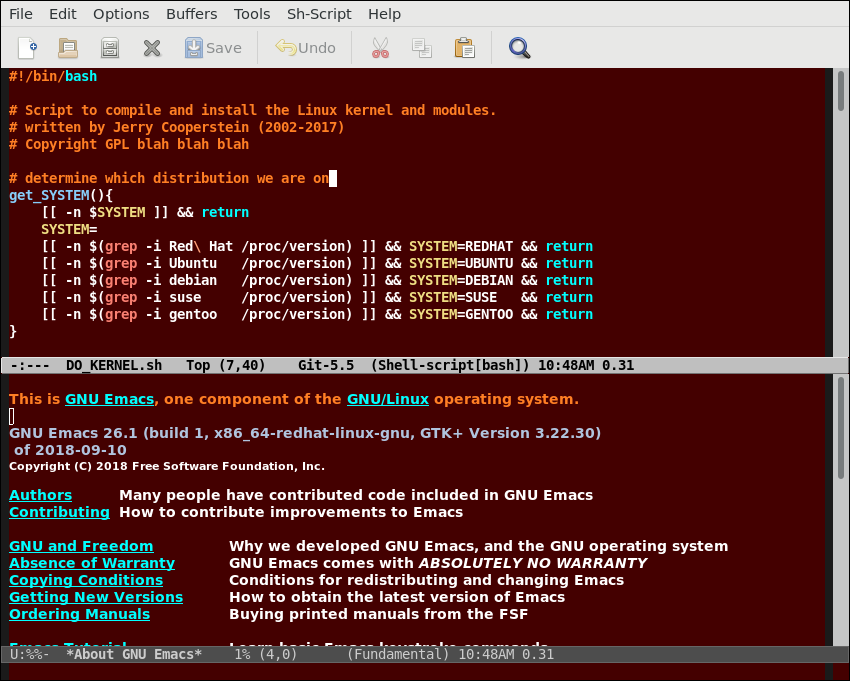 File Edit Options Buffers Tools Sh-Script Help
Save Undo
#!/bin/bash
# Script to compile and install the Linux kernel and modules.
# written by Jerry Cooperstein (2002-2017)
# Copyright GPL blah blah blah
# determine which distribution we are on
get_SYSTEM(){
    [[ -n $SYSTEM ]] && return
    SYSTEM=
    [[ -n $(grep -i Red\ Hat /proc/version) ]] && SYSTEM=REDHAT && return
    [[ -n $(grep -i Ubuntu   /proc/version) ]] && SYSTEM=UBUNTU && return
    [[ -n $(grep -i debian   /proc/version) ]] && SYSTEM=DEBIAN && return
    [[ -n $(grep -i suse     /proc/version) ]] && SYSTEM=SUSE   && return
    [[ -n $(grep -i gentoo   /proc/version) ]] && SYSTEM=GENTOO && return
}
-:---  DO_KERNEL.sh   Top (7,40)    Git-5.5  (Shell-script[bash]) 10:48AM 0.31
This is GNU Emacs, one component of the GNU/Linux operating system.
GNU Emacs 26.1 (build 1, x86_64-redhat-linux-gnu, GTK+ Version 3.22.30)
 of 2018-09-10
Copyright (C) 2018 Free Software Foundation, Inc.
Authors Many people have contributed code included in GNU Emacs
Contributing How to contribute improvements to Emacs
GNU and Freedom Why we developed GNU Emacs, and the GNU operating system
Absence of Warranty GNU Emacs comes with ABSOLUTELY NO WARRANTY
Copying Conditions Conditions for redistributing and changing Emacs
Getting New Versions How to obtain the latest version of Emacs
Ordering Manuals Buying printed manuals from the FSF
Emacs Tutorial Learn basic Emacs keystroke commands
U:%%-  *About GNU Emacs*    1% (4,0)      (Fundamental) 10:48AM 0.31